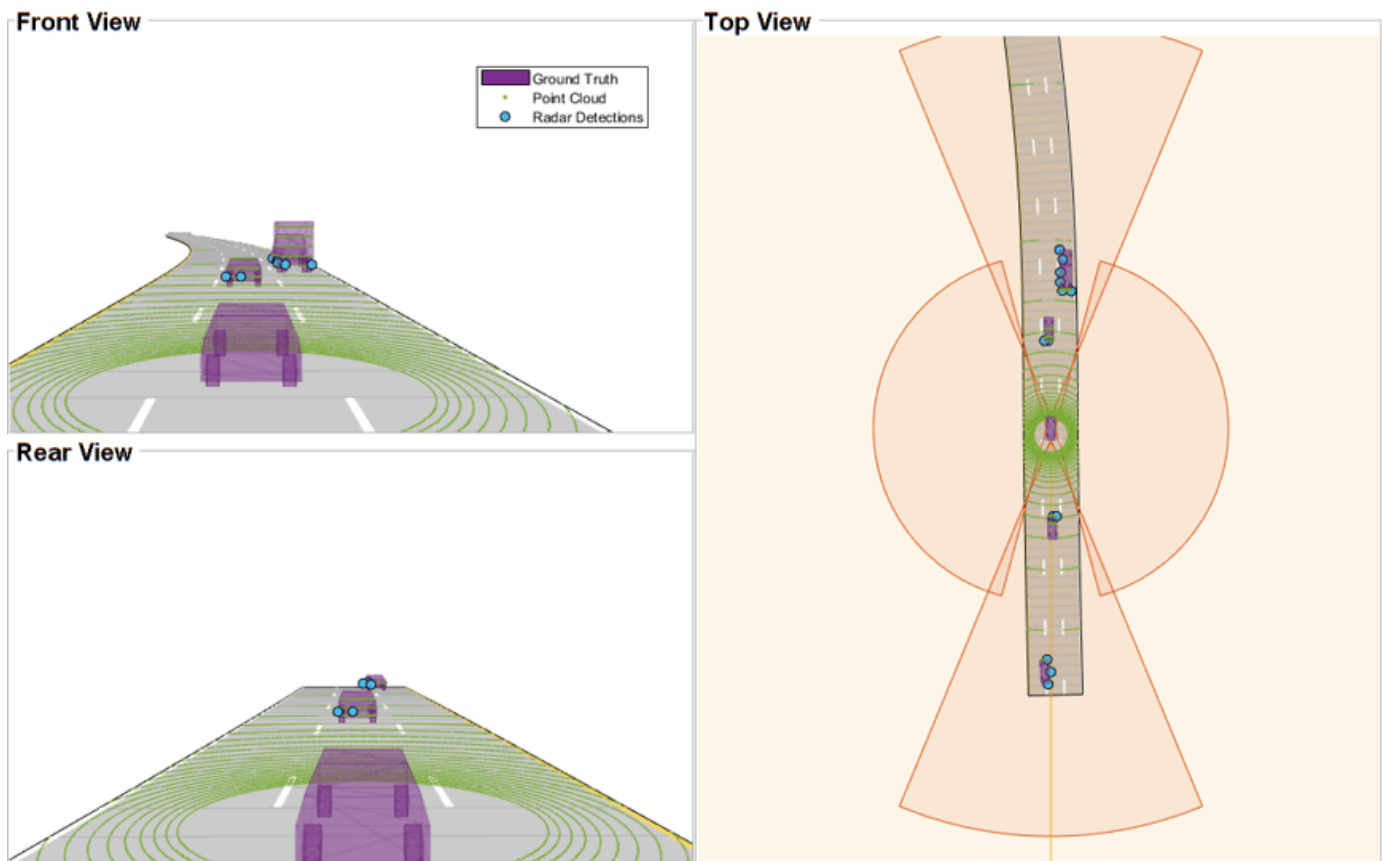 Front View
Ground Truth
Point Cloud
Radar Detections
Rear View
Top View